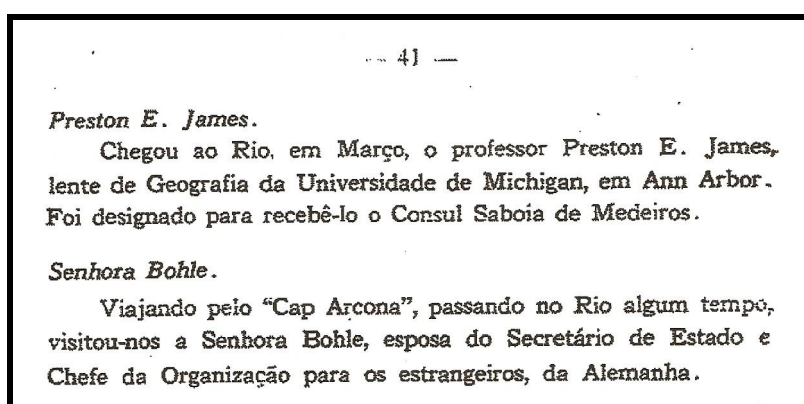 — 41 —
Preston E. James.
Chegou ao Rio, em Março, o professor Preston E. James,
lente de Geografia da Universidade de Michigan, em Ann Arbor.
Foi designado para recebê-lo o Consul Saboia de Medeiros.
Senhora Bohle.
Viajando pelo “Cap Arcona”, passando no Rio algum tempo,
visitou-nos a Senhora Bohle, esposa do Secretário de Estado e
Chefe da Organização para os estrangeiros, da Alemanha.